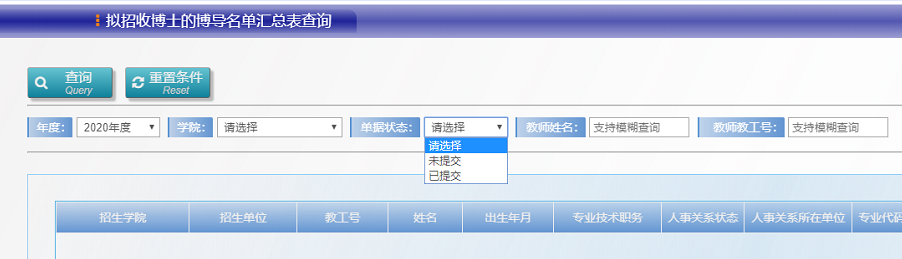 拟招收博士的博导名单汇总表查询
查询 重置条件
Query Reset
年度： 2020年度 学院： 请选择 单据状态： 请选择 教师姓名： 支持模糊查询 教师教工号： 支持模糊查询
请选择
未提交
已提交
招生学院 招生单位 教工号 姓名 出生年月 专业技术职务 人事关系状态 人事关系所在单位 专业代码